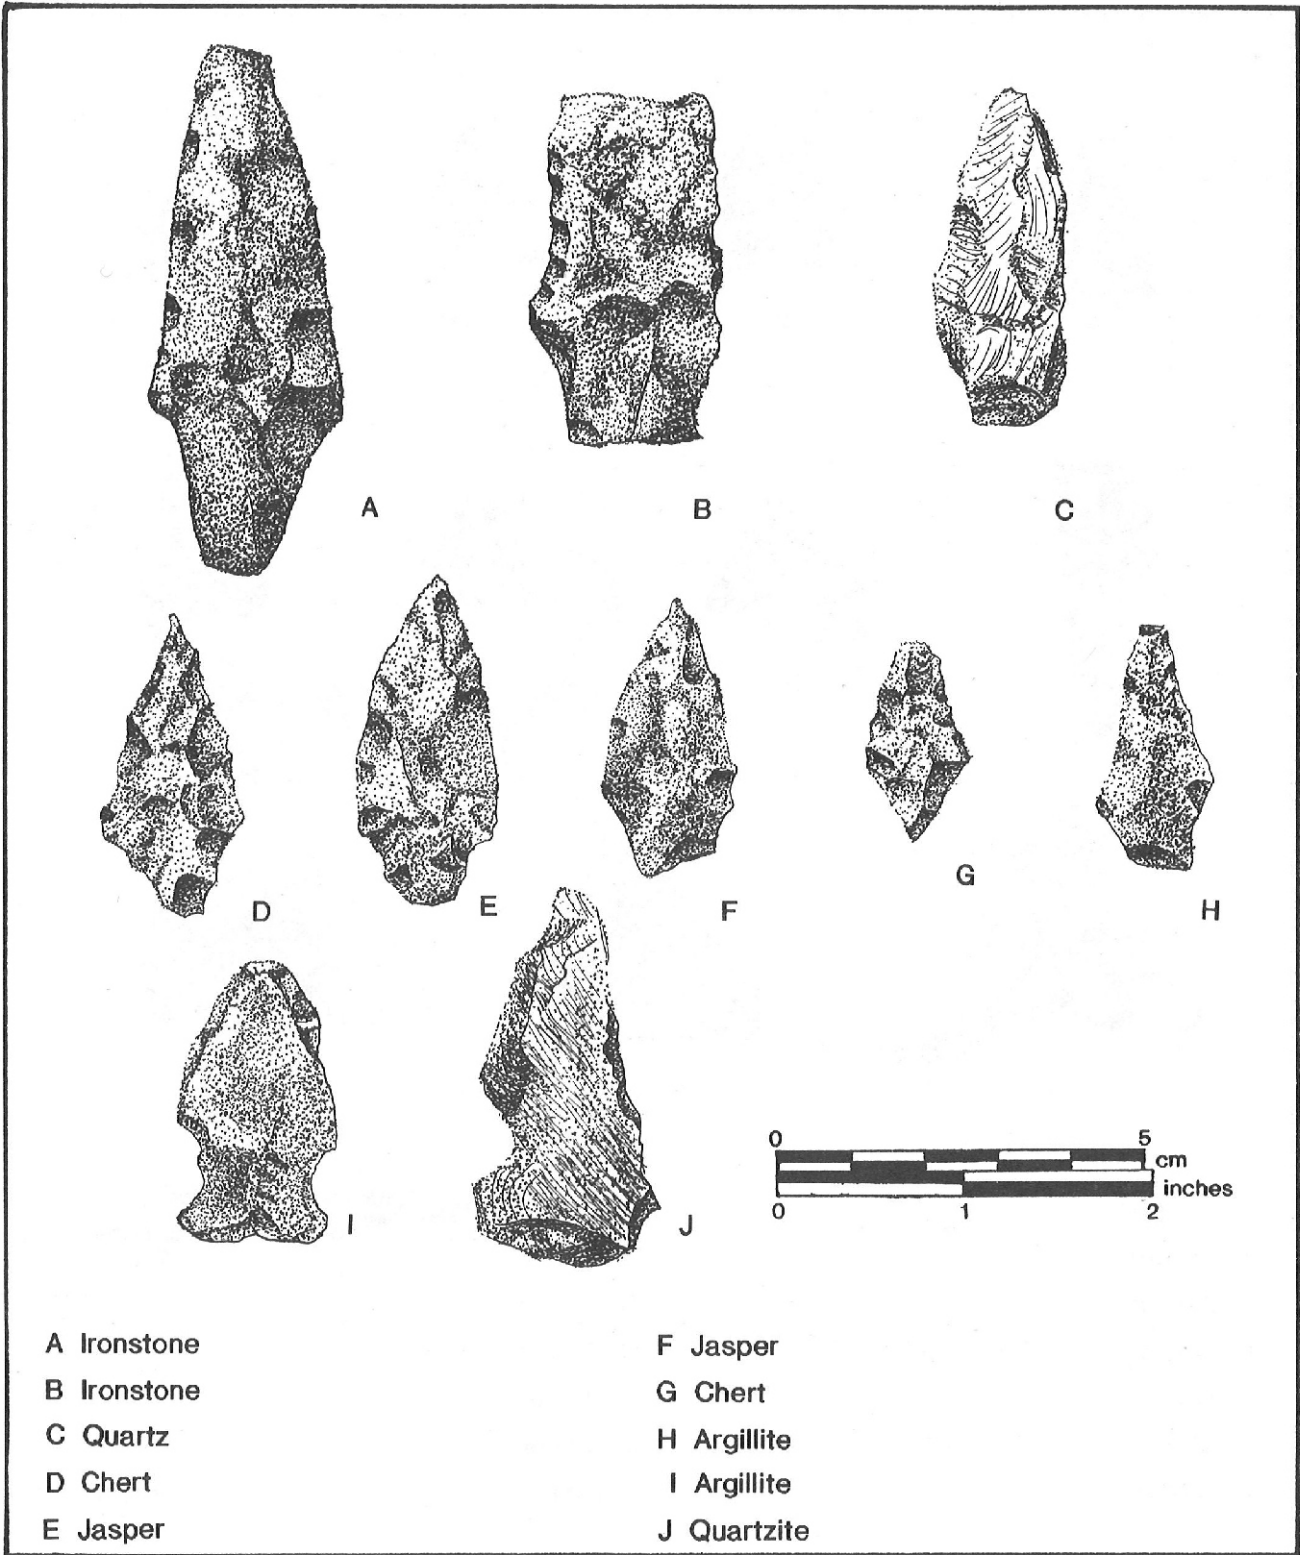 A
B
C
D
E
F
G
H
I
J
0 5
cm
inches
0 1 2
A Ironstone
B Ironstone
C Quartz
D Chert
E Jasper
F Jasper
G Chert
H Argillite
I Argillite
J Quartzite